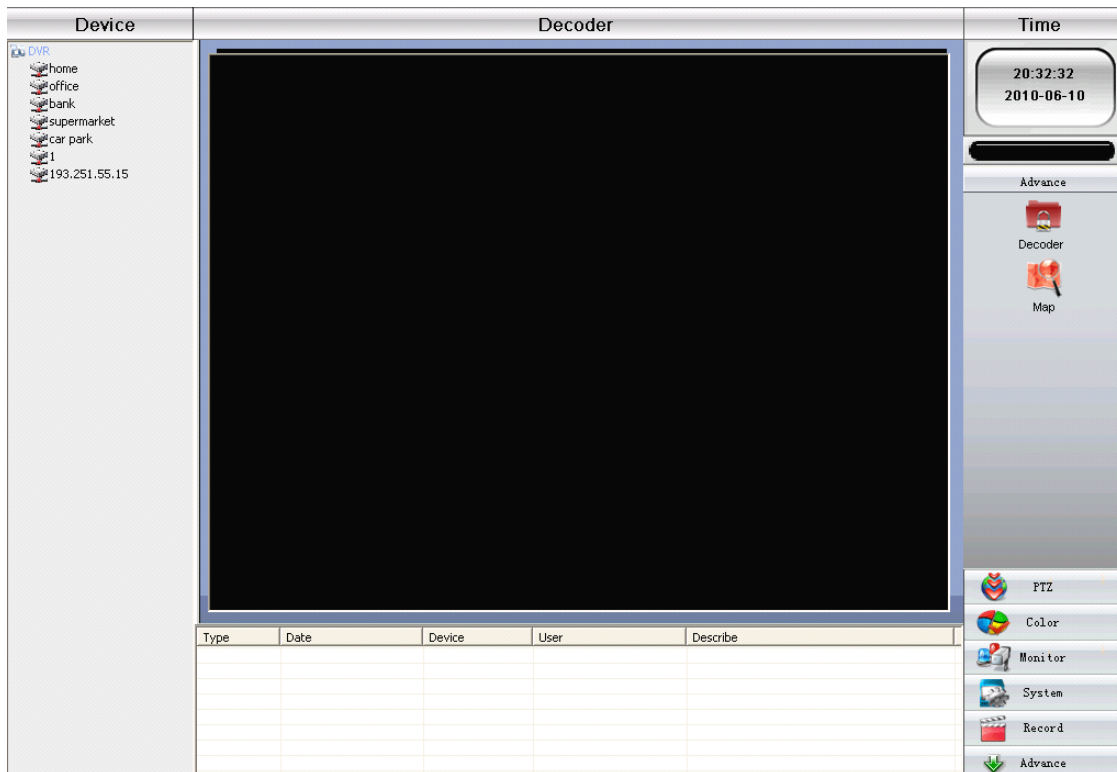 Device
Decoder
Time
DVR
home
office
bank
supermarket
car park
1
193.251.55.15
20:32:32
2010-06-10
Advance
Decoder
Map
PTZ
Color
Monitor
System
Record
Advance
Type Date Device User Describe